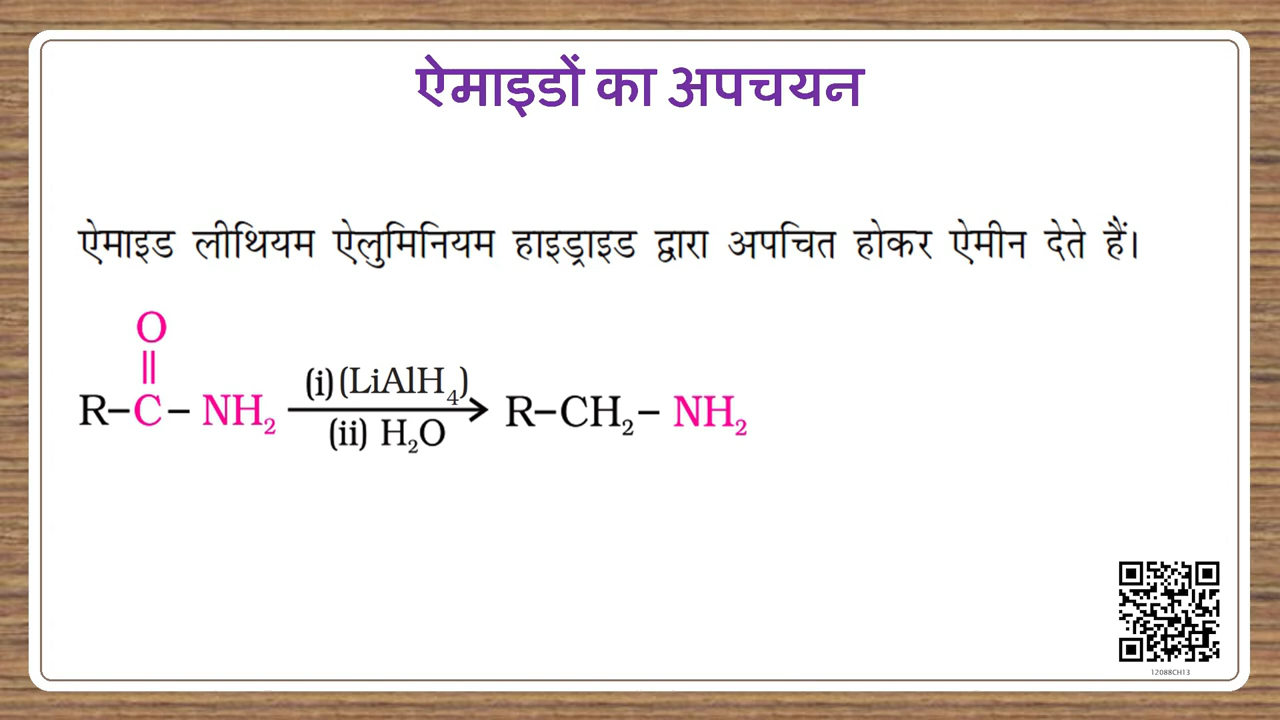 ऐमाइडों का अपचयन
ऐमाइड लीथियम ऐलुमिनियम हाइड्राइड द्वारा अपचित होकर ऐमीन देते हैं।
O
||
R–C–NH₂ (i) (LiAlH₄) (ii) H₂O → R–CH₂–NH₂
12088CH13